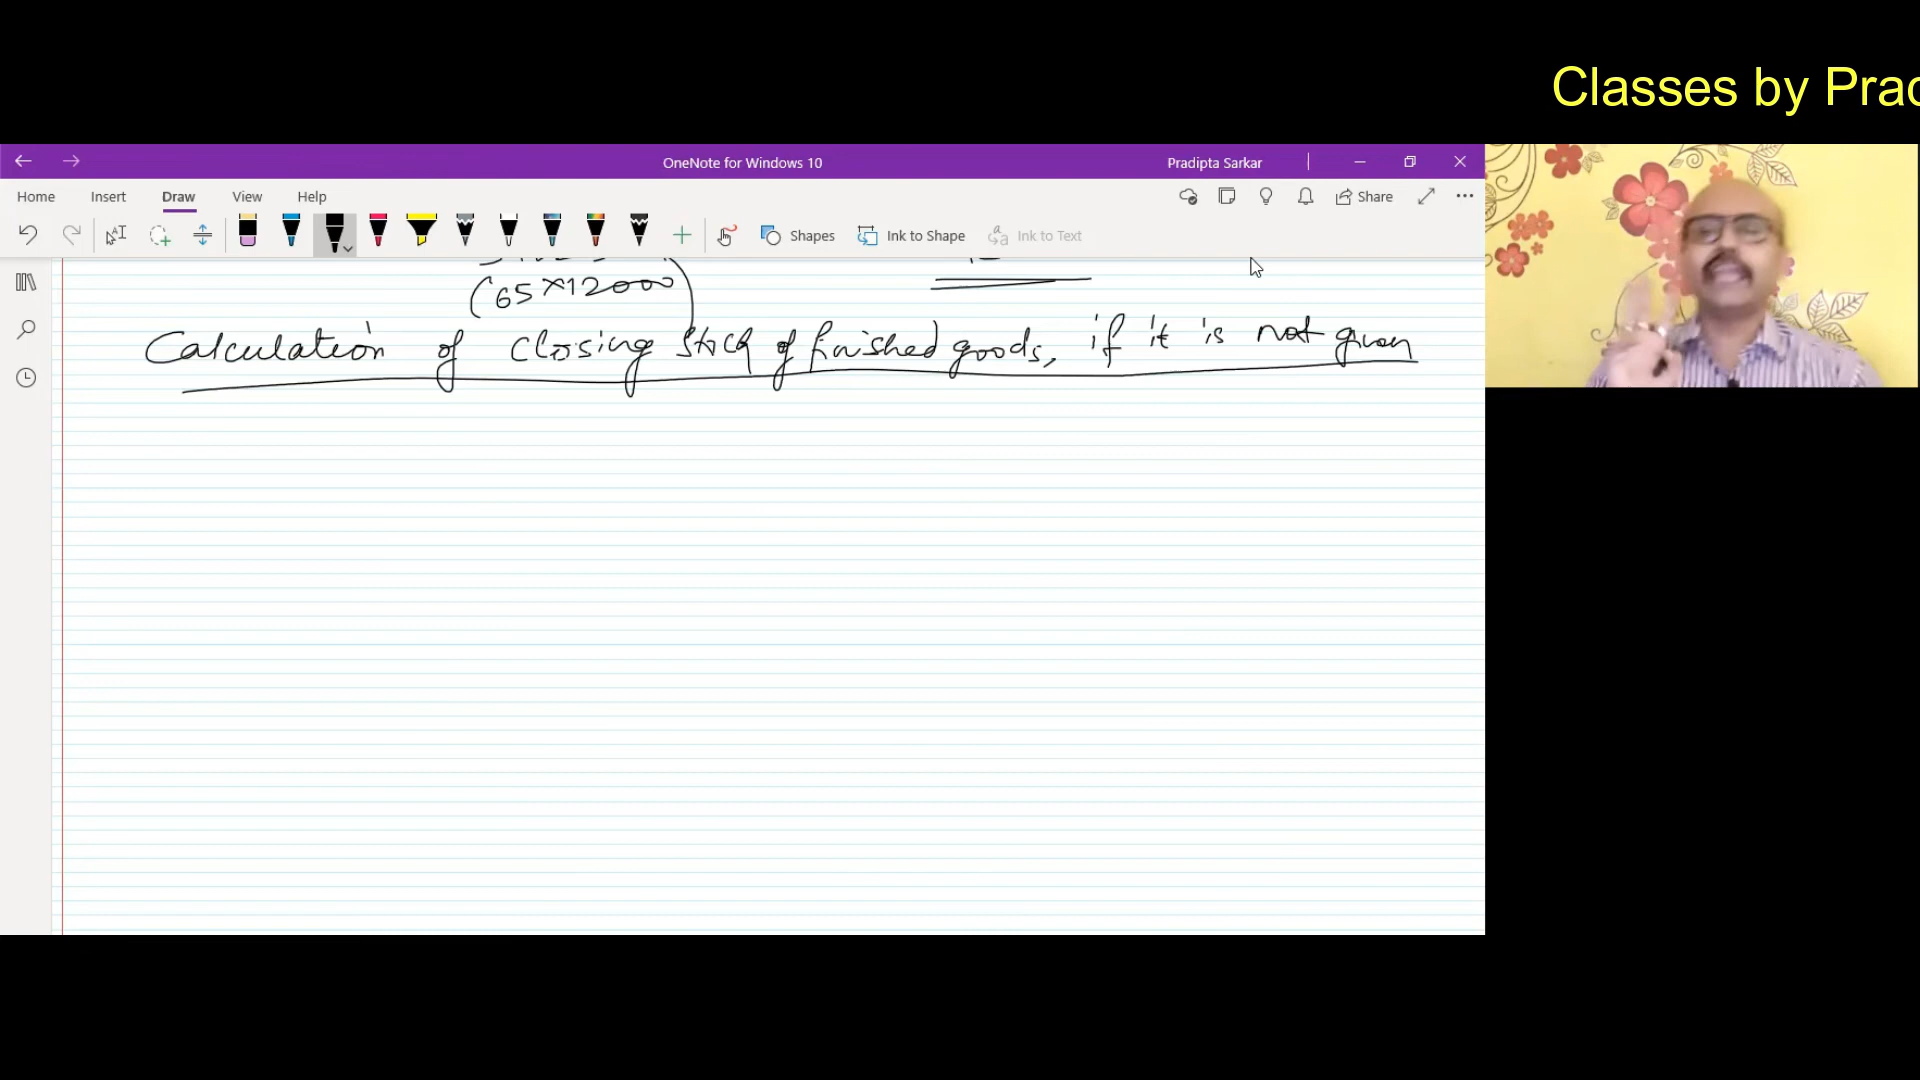 Classes by Prad
OneNote for Windows 10
Pradipta Sarkar
Home
Insert
Draw
View
Help
Share
Shapes
Ink to Shape
Ink to Text
(65×12000)
Calculation of closing stock of finished goods, if it is not given